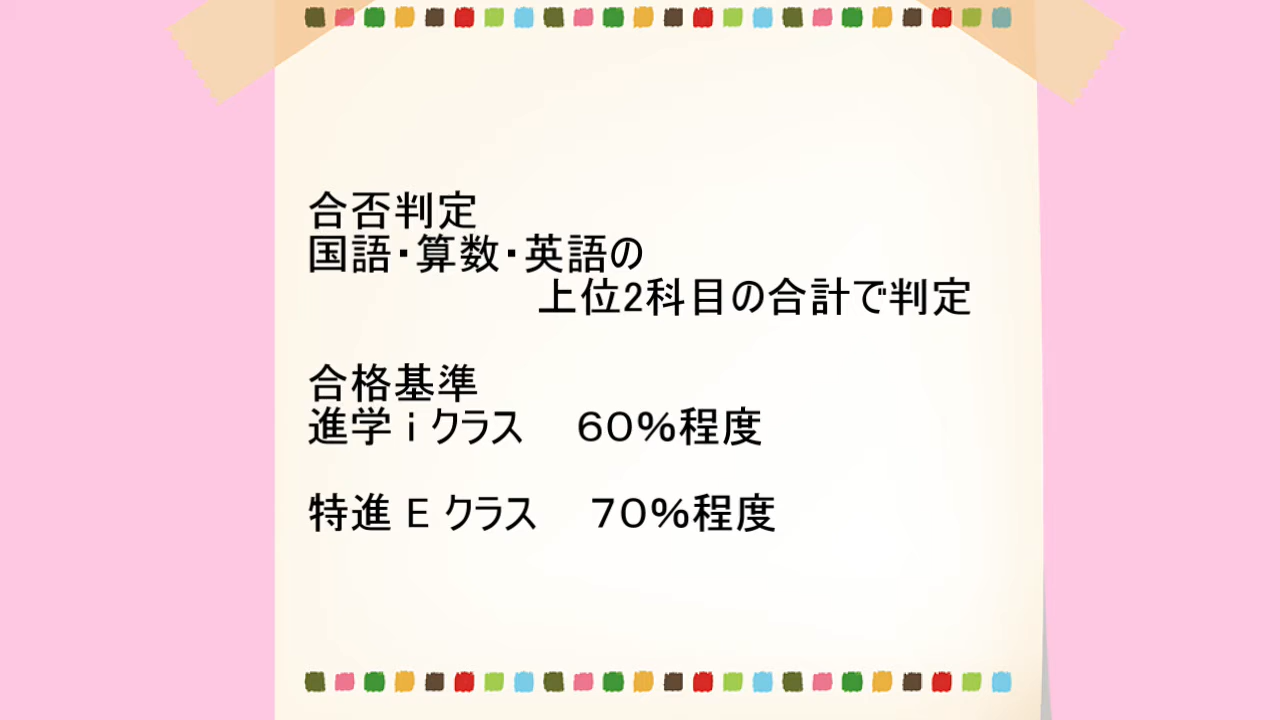 合否判定
国語・算数・英語の
上位2科目の合計で判定
合格基準
進学 i クラス　60%程度
特進 E クラス　70%程度